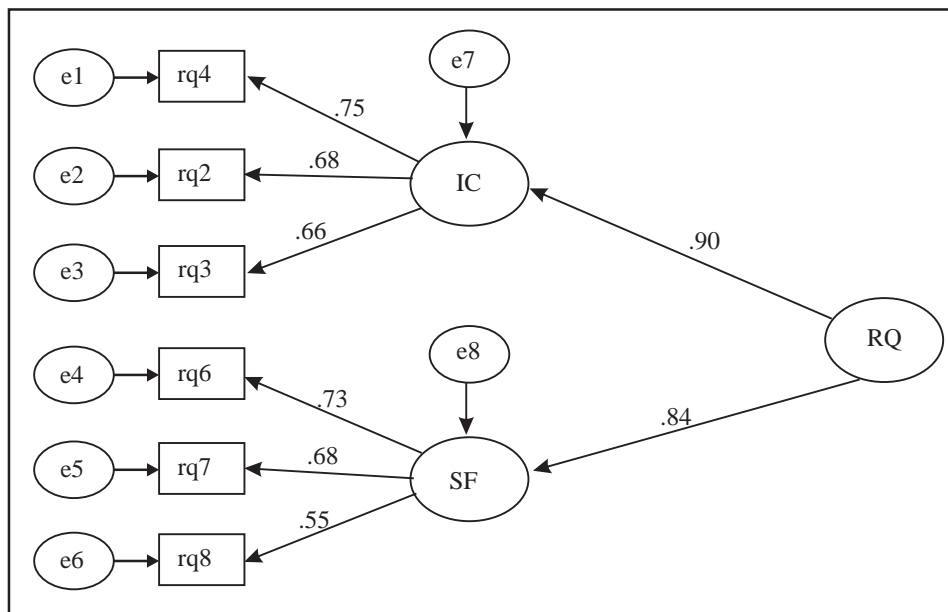 e1
rq4
e7
.75
e2
rq2
.68
IC
e3
rq3
.66
.90
RQ
e4
rq6
e8
.73
.84
e5
rq7
.68
SF
e6
rq8
.55